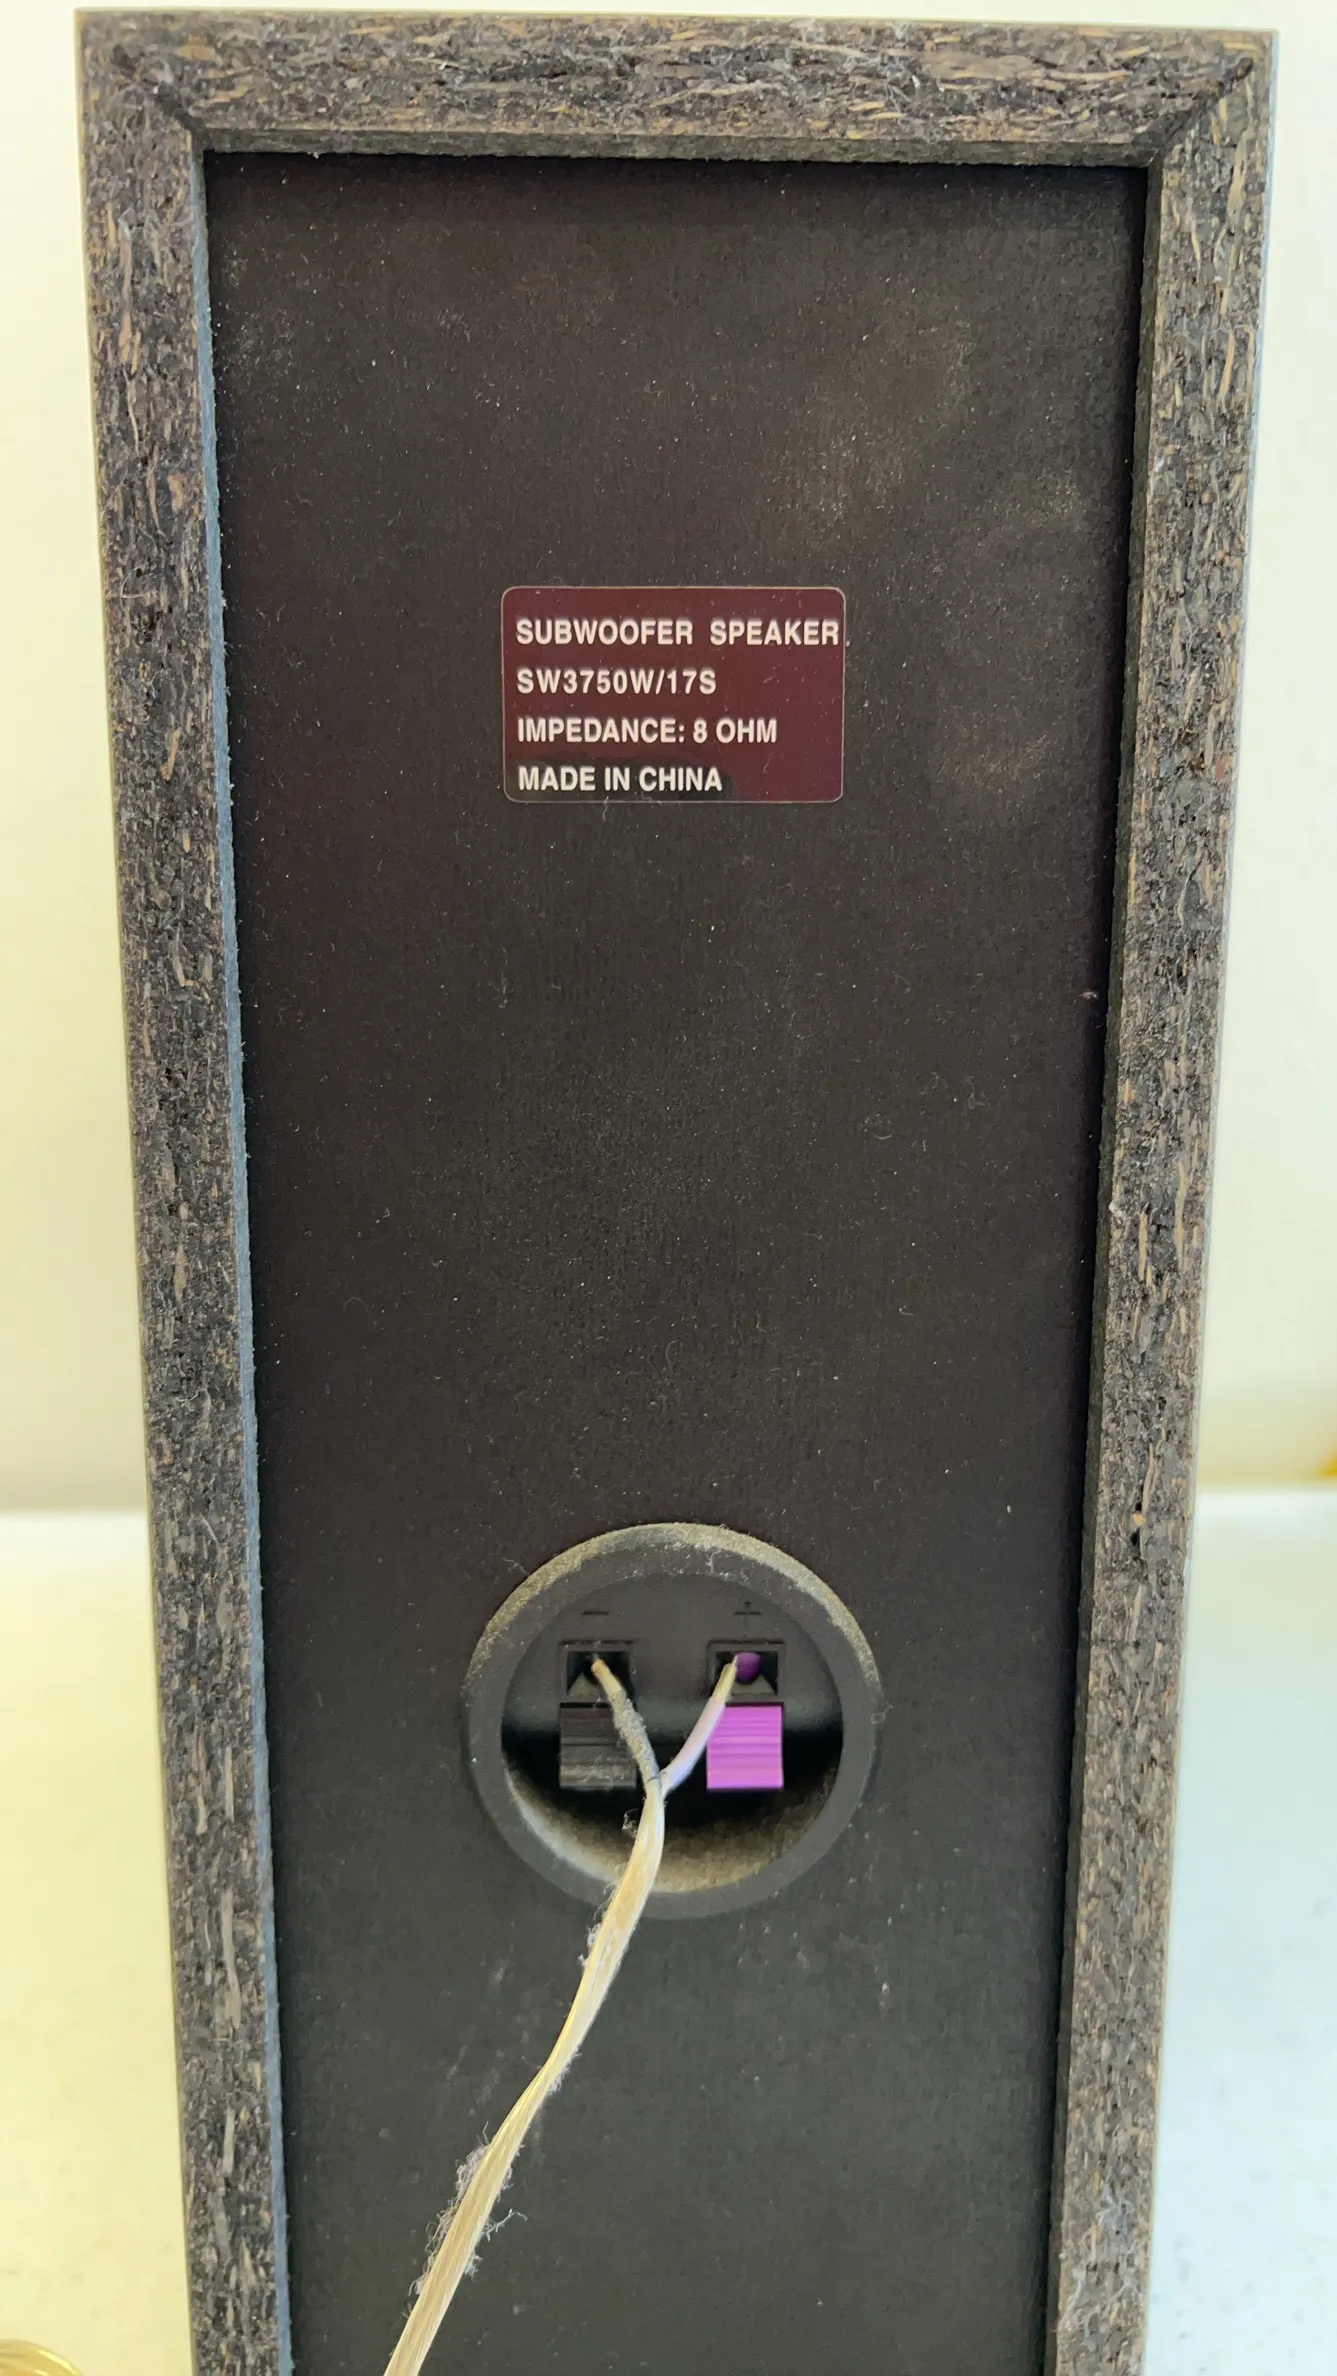 SUBWOOFER SPEAKER
SW3750W/17S
IMPEDANCE: 8 OHM
MADE IN CHINA
− +